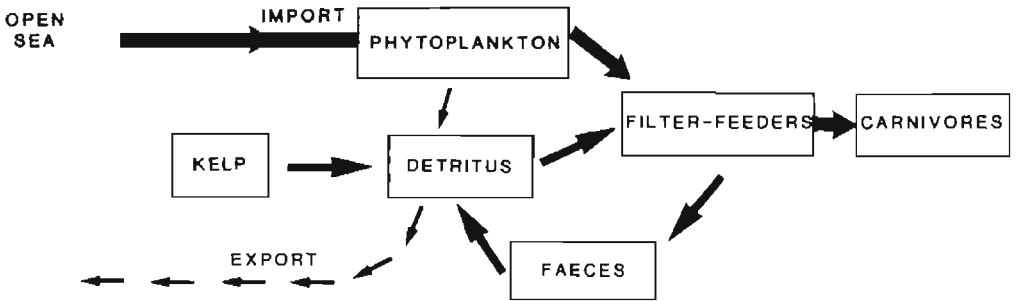 OPEN
SEA
IMPORT
PHYTOPLANKTON
FILTER-FEEDERS
CARNIVORES
KELP
DETRITUS
EXPORT
FAECES